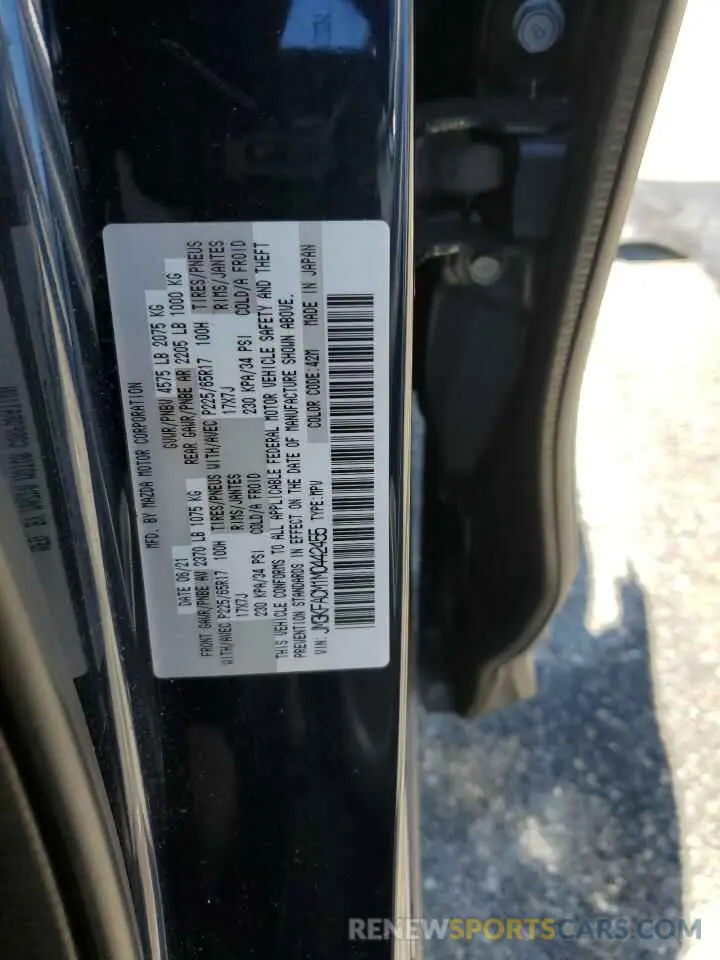 MFD. BY MAZDA MOTOR CORPORATION
DATE 06/21 GVWR/PNBV 4575 LB 2075 KG
FRONT GAWR/PNBE AV 2370 LB 1075 KG REAR GAWR/PNBE AR 2205 LB 1000 KG
WITH/AVEC P225/65R17 100H TIRES/PNEUS WITH/AVEC P225/65R17 100H TIRES/PNEUS
17X7J RIMS/JANTES 17X7J RIMS/JANTES
230 KPA/34 PSI COLD/A FROID 230 KPA/34 PSI COLD/A FROID
THIS VEHICLE CONFORMS TO ALL APPLICABLE FEDERAL MOTOR VEHICLE SAFETY AND THEFT
PREVENTION STANDARDS IN EFFECT ON THE DATE OF MANUFACTURE SHOWN ABOVE.
VIN: JM3KFACM1M0442455 TYPE:MPV COLOR CODE:42M MADE IN JAPAN
RENEWSPORTSCARS.COM